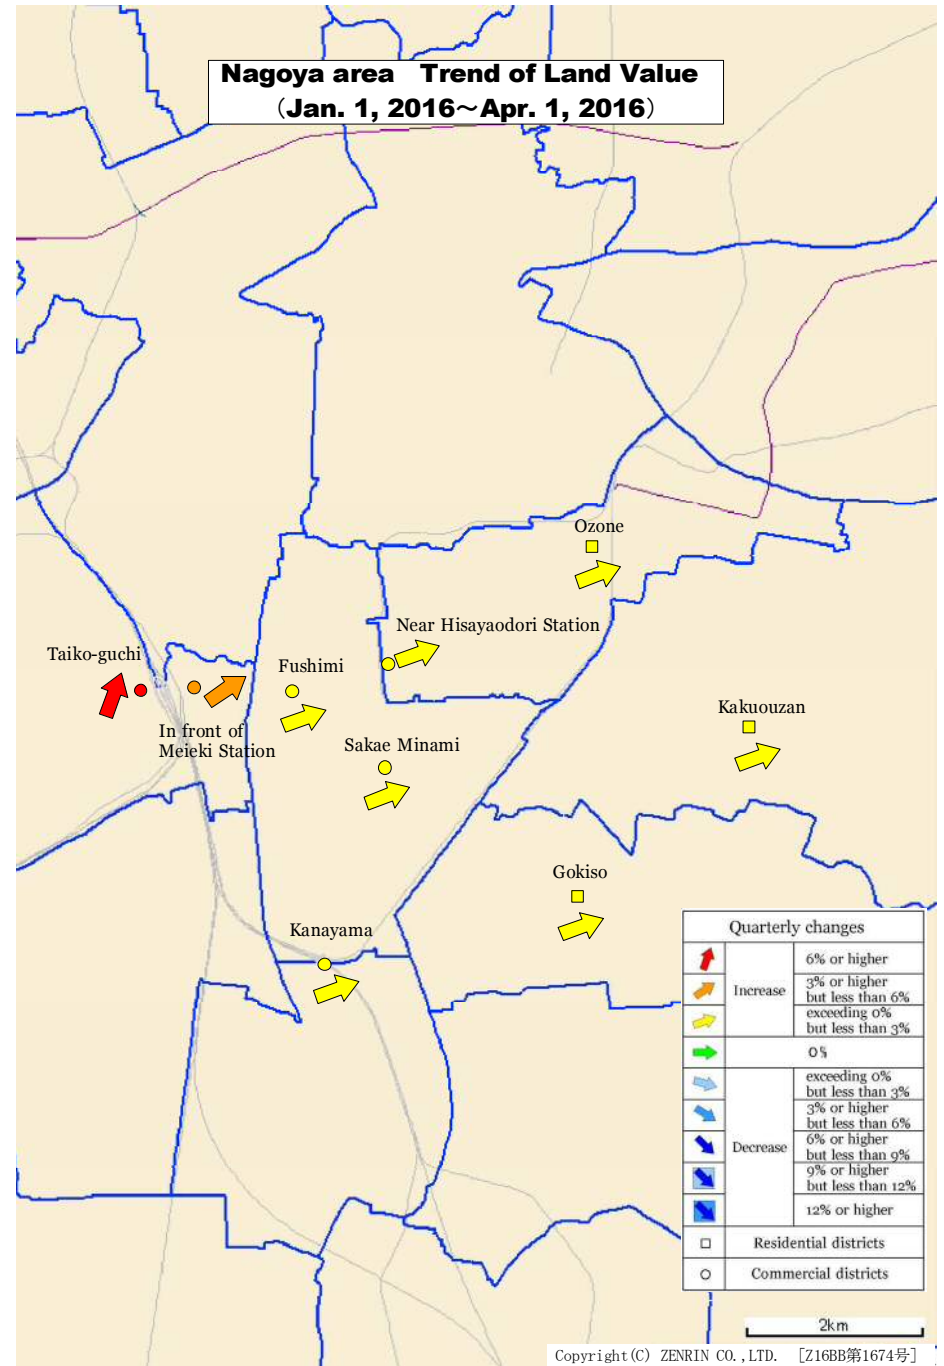 Nagoya area Trend of Land Value
（Jan. 1, 2016～Apr. 1, 2016）
Ozone
Near Hisayaodori Station
Taiko-guchi
Fushimi
Kakuouzan
In front of
Meieki Station
Sakae Minami
Gokiso
Kanayama
Quarterly changes
Increase
6% or higher
3% or higher
but less than 6%
exceeding 0%
but less than 3%
0%
Decrease
exceeding 0%
but less than 3%
3% or higher
but less than 6%
6% or higher
but less than 9%
9% or higher
but less than 12%
12% or higher
Residential districts
Commercial districts
2km
Copyright(C) ZENRIN CO.,LTD. [Z16BB第1674号]